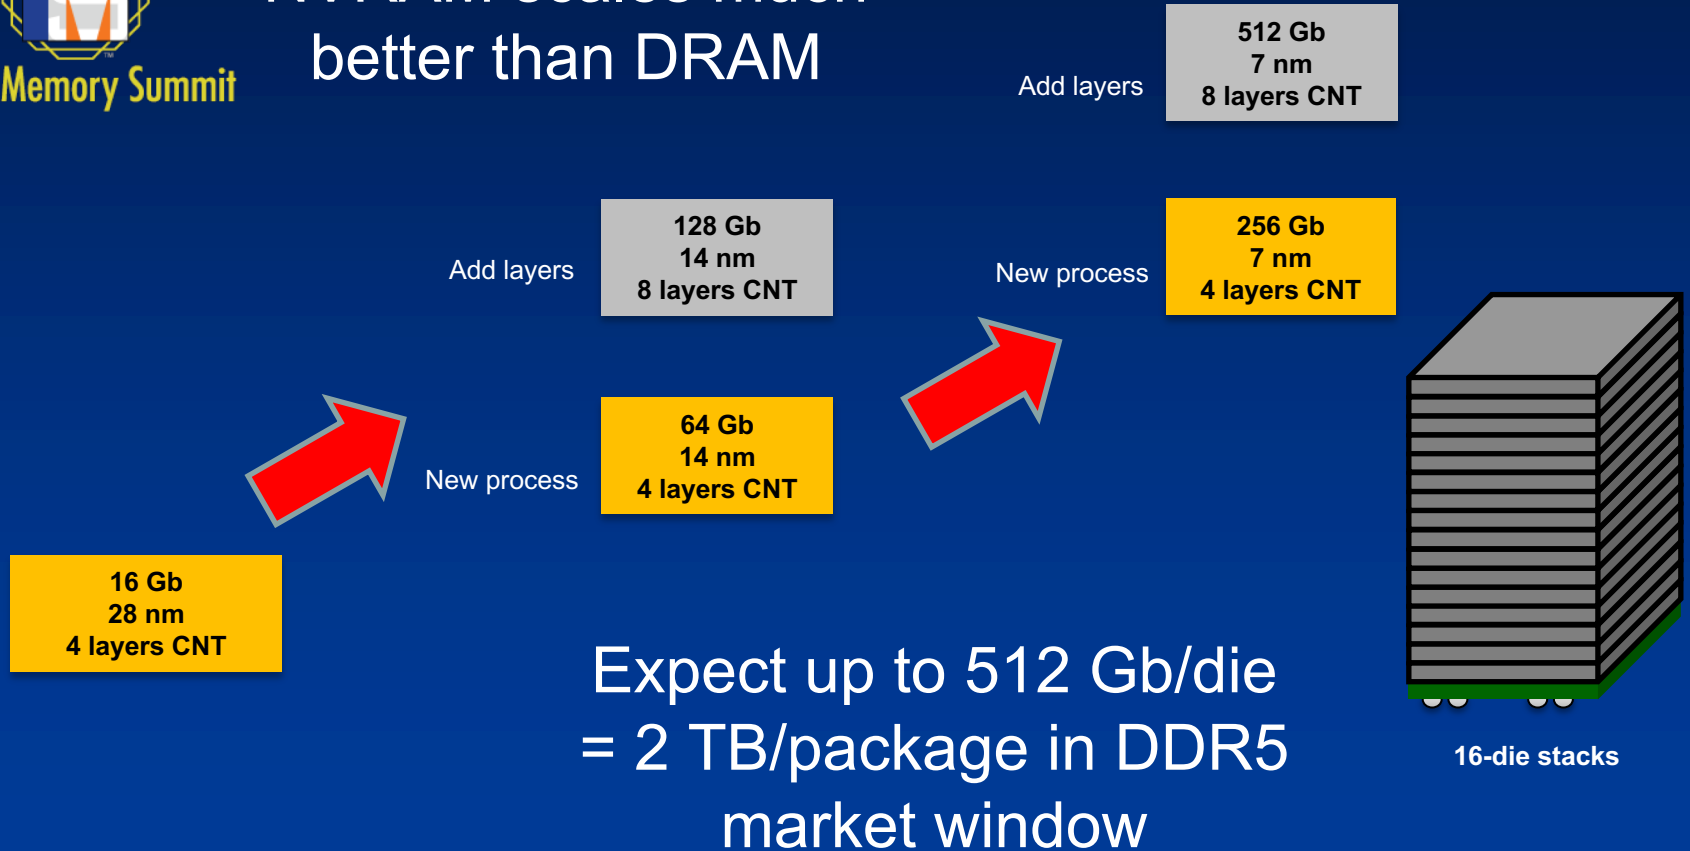 better than DRAM
Memory Summit
TM
512 Gb
7 nm
8 layers CNT
Add layers
128 Gb
14 nm
8 layers CNT
Add layers
256 Gb
7 nm
4 layers CNT
New process
64 Gb
14 nm
4 layers CNT
New process
16 Gb
28 nm
4 layers CNT
Expect up to 512 Gb/die
= 2 TB/package in DDR5
market window
16-die stacks